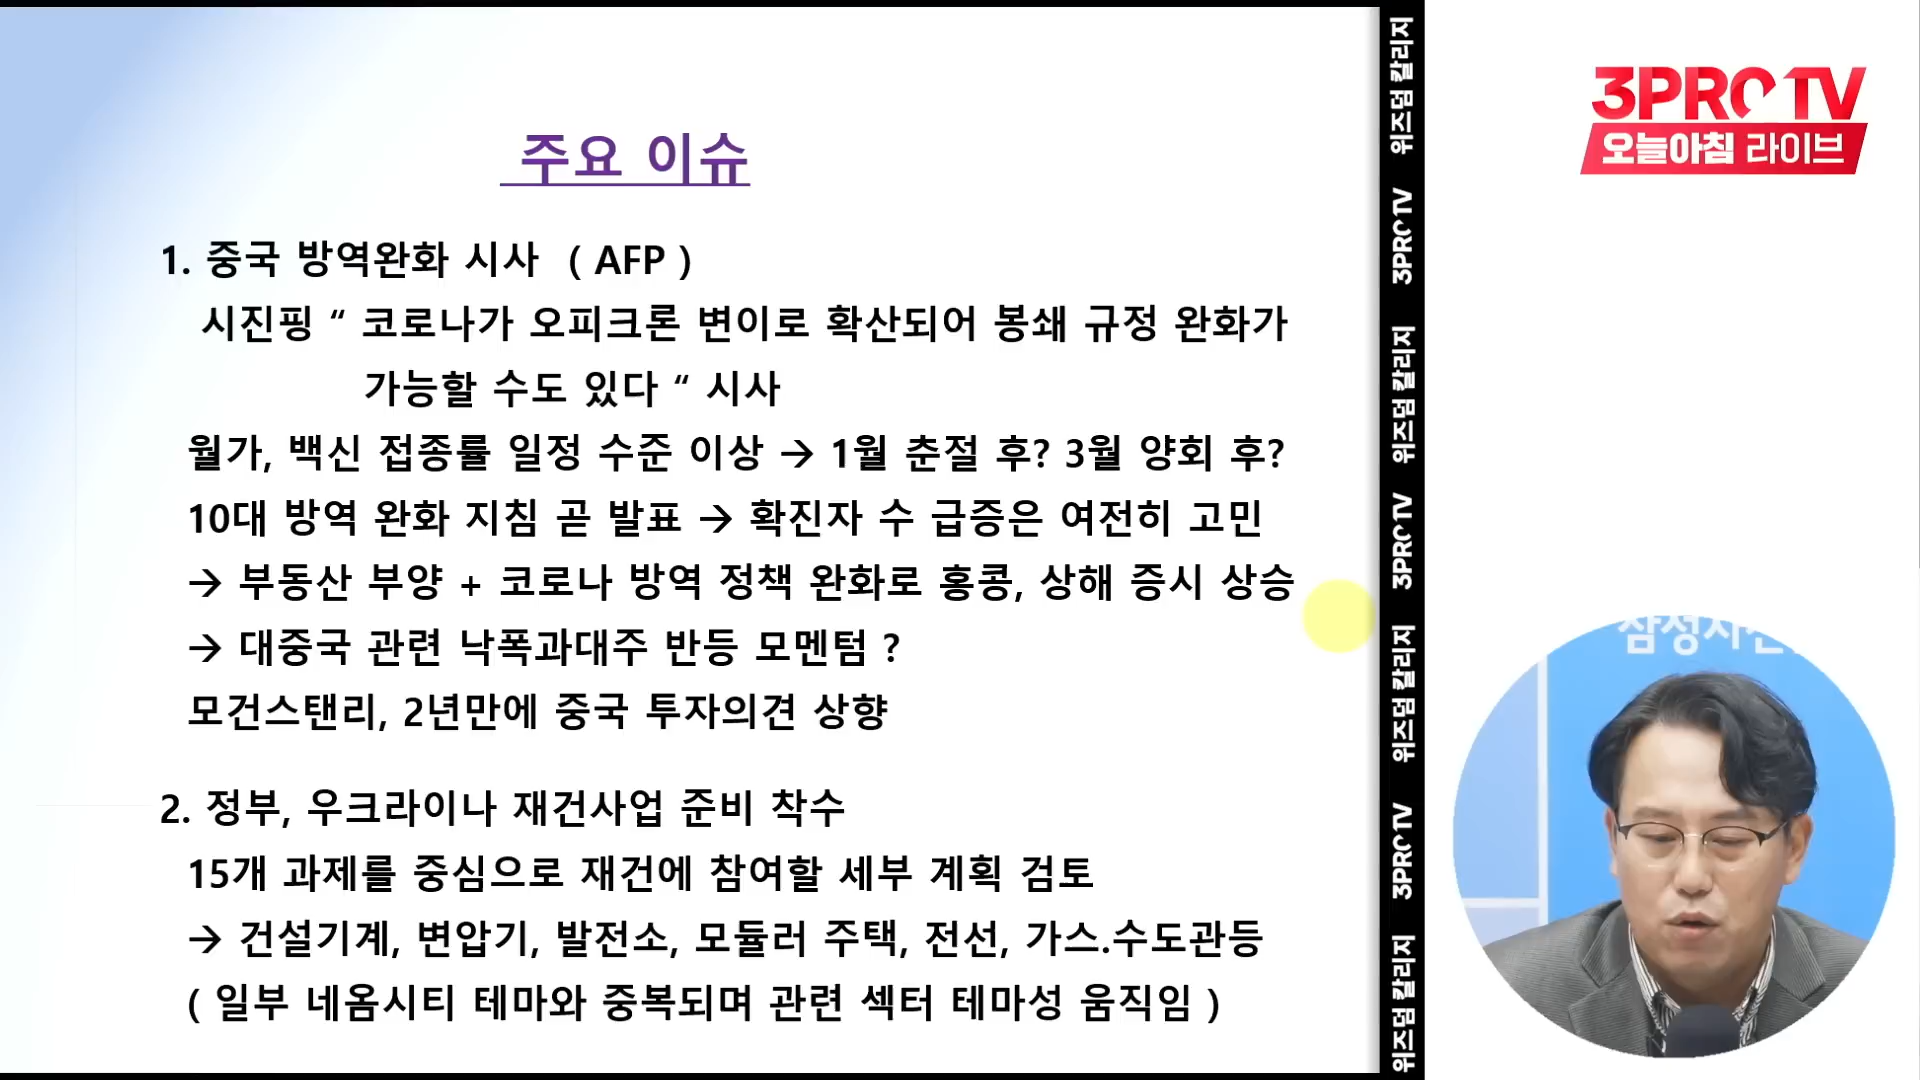 주요 이슈
1. 중국 방역완화 시사 ( AFP )
시진핑 “ 코로나가 오피크론 변이로 확산되어 봉쇄 규정 완화가
가능할 수도 있다 “ 시사
월가, 백신 접종률 일정 수준 이상 → 1월 춘절 후? 3월 양회 후?
10대 방역 완화 지침 곧 발표 → 확진자 수 급증은 여전히 고민
→ 부동산 부양 + 코로나 방역 정책 완화로 홍콩, 상해 증시 상승
→ 대중국 관련 낙폭과대주 반등 모멘텀 ?
모건스탠리, 2년만에 중국 투자의견 상향
2. 정부, 우크라이나 재건사업 준비 착수
15개 과제를 중심으로 재건에 참여할 세부 계획 검토
→ 건설기계, 변압기, 발전소, 모듈러 주택, 전선, 가스.수도관등
( 일부 네옴시티 테마와 중복되며 관련 섹터 테마성 움직임 )
위즈덤 칼리지
3PROTV
위즈덤 칼리지
3PROTV
위즈덤 칼리지
3PROTV
위즈덤 칼리지
3PROTV
오늘아침 라이브